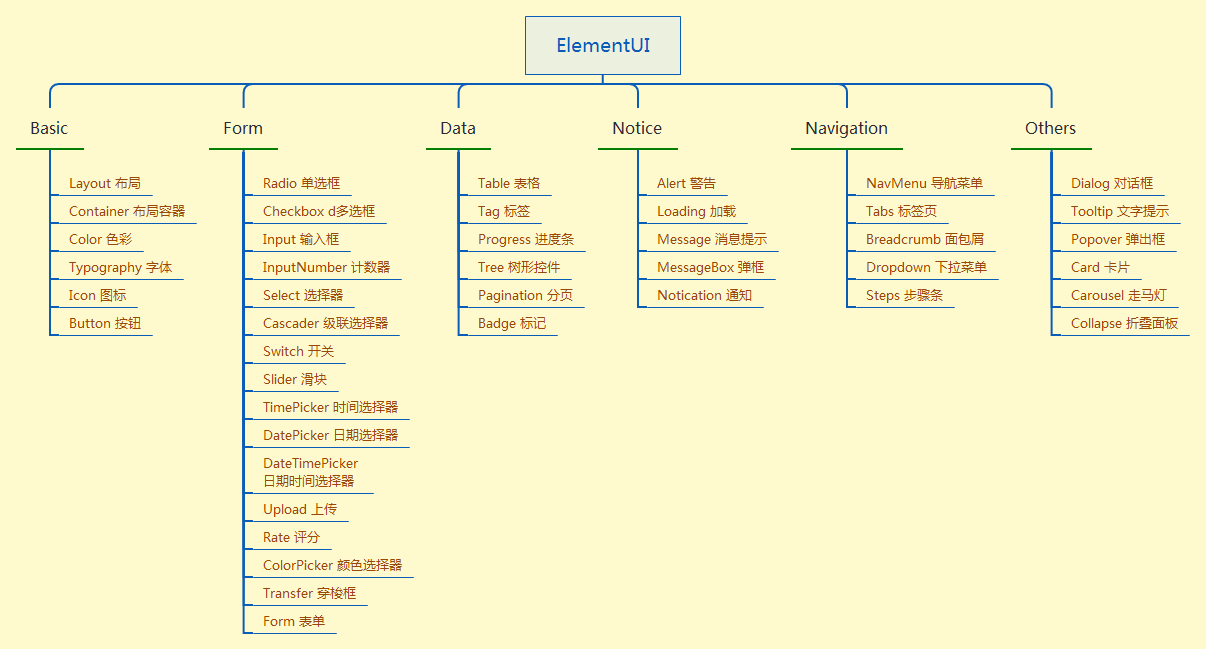 ElementUI
Basic
Layout 布局
Container 布局容器
Color 色彩
Typography 字体
Icon 图标
Button 按钮
Form
Radio 单选框
Checkbox d多选框
Input 输入框
InputNumber 计数器
Select 选择器
Cascader 级联选择器
Switch 开关
Slider 滑块
TimePicker 时间选择器
DatePicker 日期选择器
DateTimePicker
日期时间选择器
Upload 上传
Rate 评分
ColorPicker 颜色选择器
Transfer 穿梭框
Form 表单
Data
Table 表格
Tag 标签
Progress 进度条
Tree 树形控件
Pagination 分页
Badge 标记
Notice
Alert 警告
Loading 加载
Message 消息提示
MessageBox 弹框
Notication 通知
Navigation
NavMenu 导航菜单
Tabs 标签页
Breadcrumb 面包屑
Dropdown 下拉菜单
Steps 步骤条
Others
Dialog 对话框
Tooltip 文字提示
Popover 弹出框
Card 卡片
Carousel 走马灯
Collapse 折叠面板